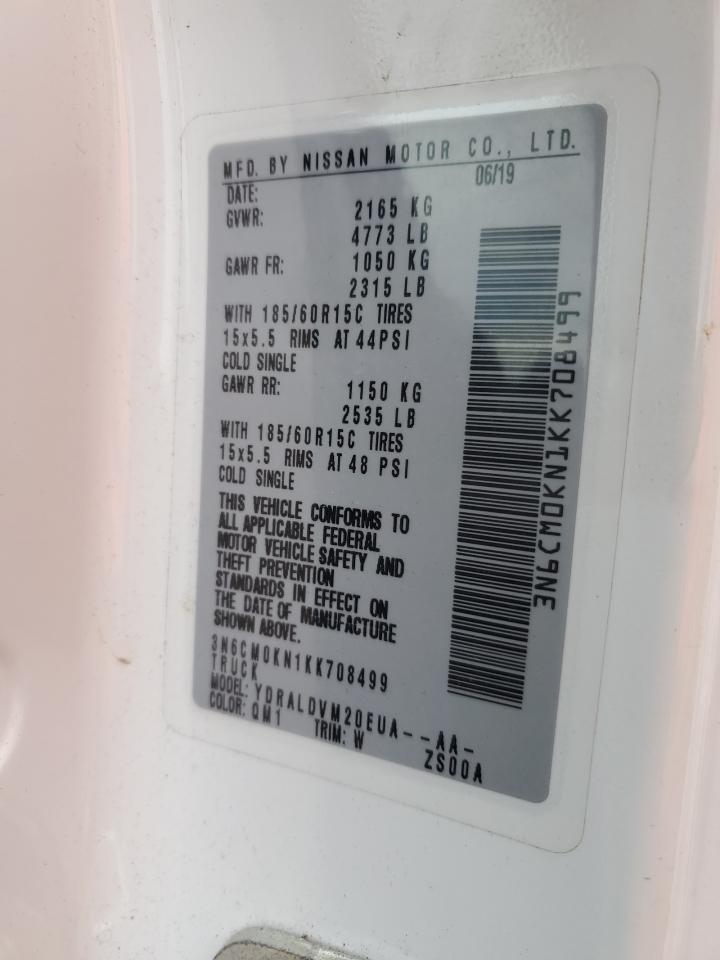 MFD. BY NISSAN MOTOR CO., LTD.
DATE: 06/19
GVWR: 2165 KG
4773 LB
GAWR FR: 1050 KG
2315 LB
WITH 185/60R15C TIRES
15x5.5 RIMS AT 44PSI
COLD SINGLE
GAWR RR: 1150 KG
2535 LB
WITH 185/60R15C TIRES
15x5.5 RIMS AT 48 PSI
COLD SINGLE
THIS VEHICLE CONFORMS TO
ALL APPLICABLE FEDERAL
MOTOR VEHICLE SAFETY AND
THEFT PREVENTION
STANDARDS IN EFFECT ON
THE DATE OF MANUFACTURE
SHOWN ABOVE.
3N6CM0KN1KK708499
TRUCK
MODEL: YDRALDVM20EUA--AA-
COLOR: QM1 TRIM: W ZS00A
3N6CM0KN1KK708499